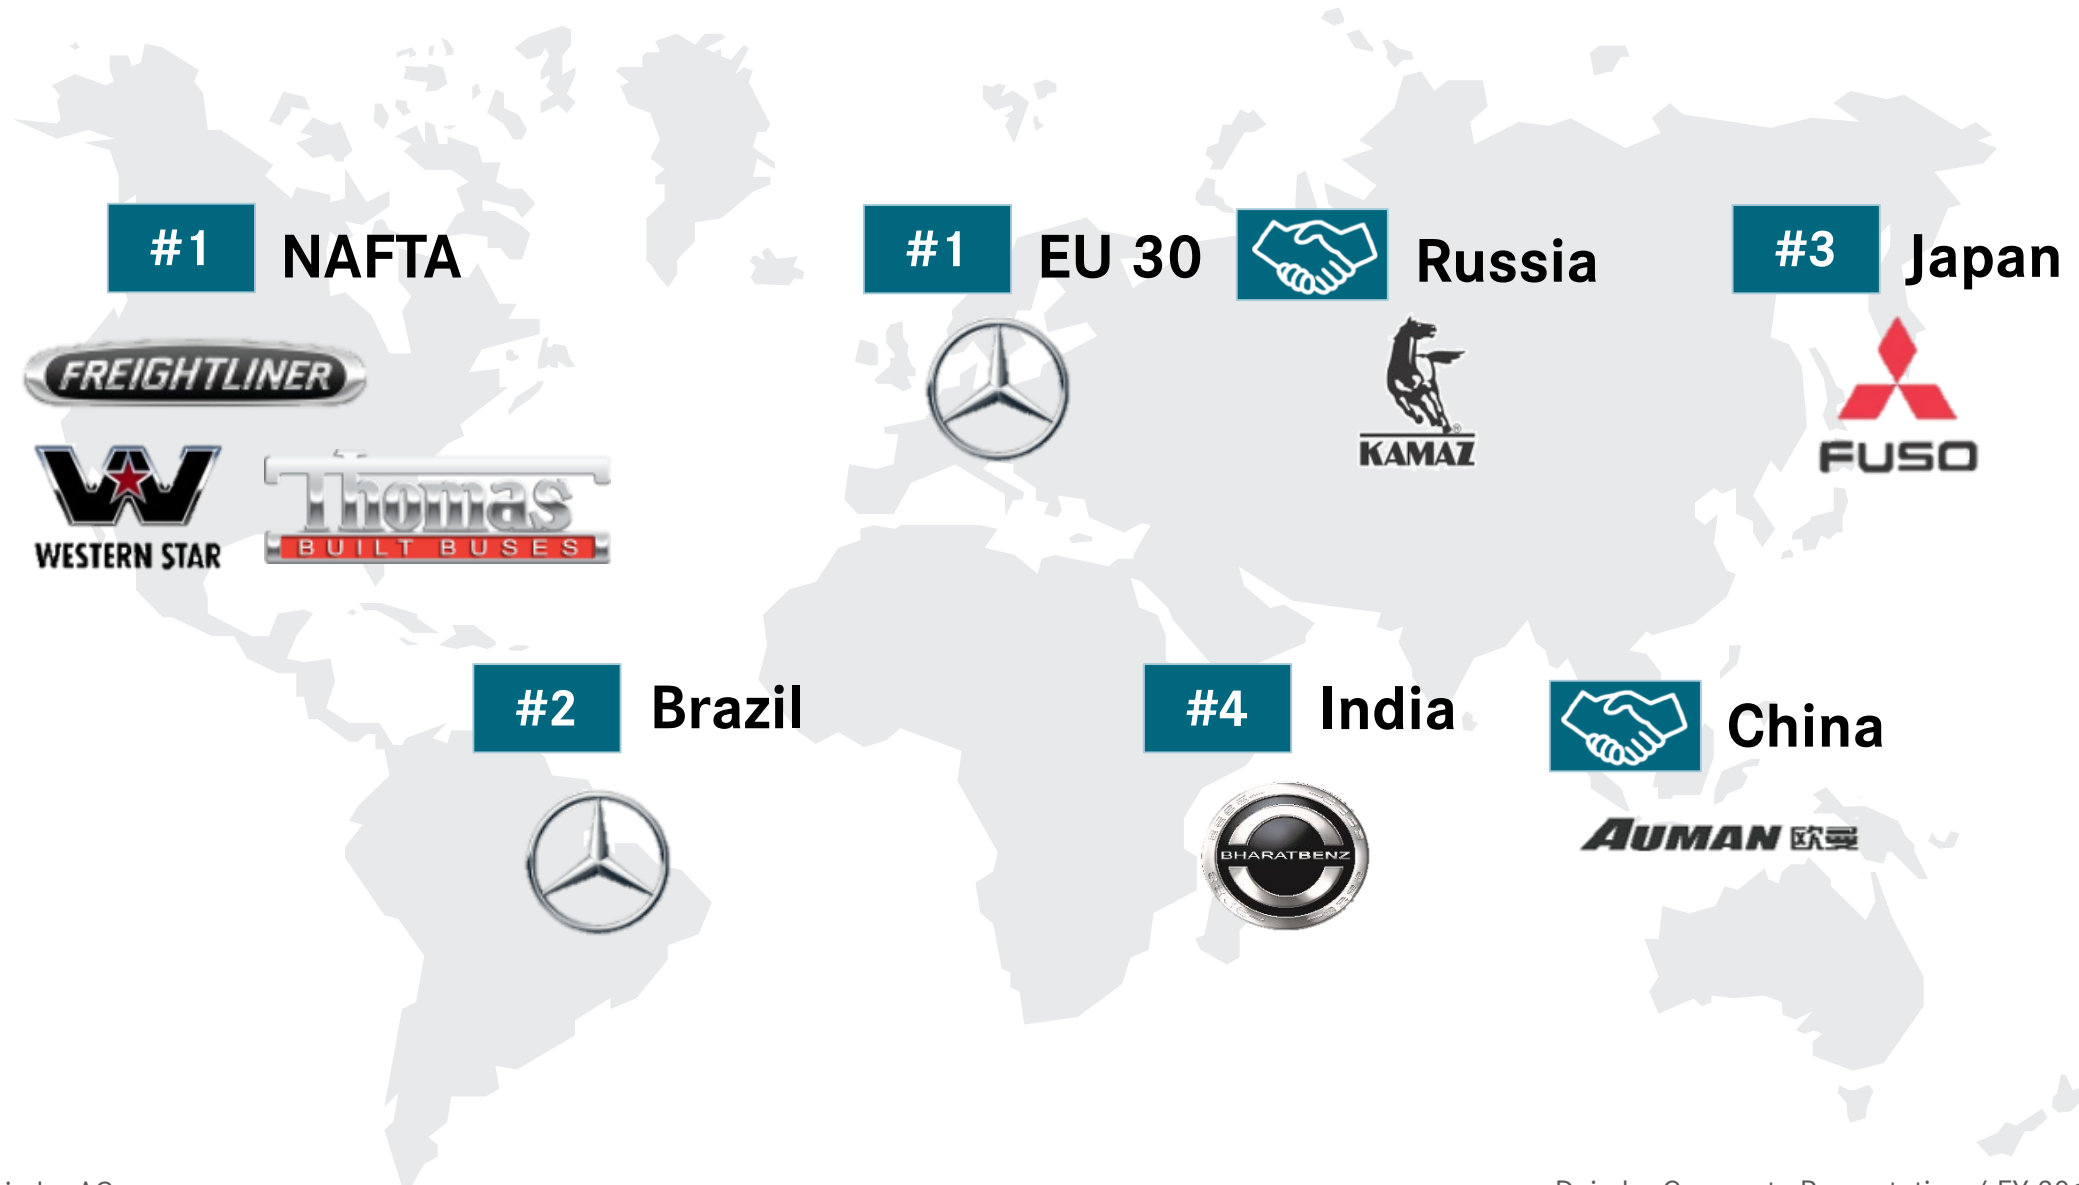 #1 NAFTA
FREIGHTLINER
WESTERN STAR
Thomas
BUILT BUSES
#1 EU 30
Russia
KAMAZ
®
#3 Japan
FUSO
#2 Brazil
#4 India
BHARATBENZ
China
AUMAN 欧曼